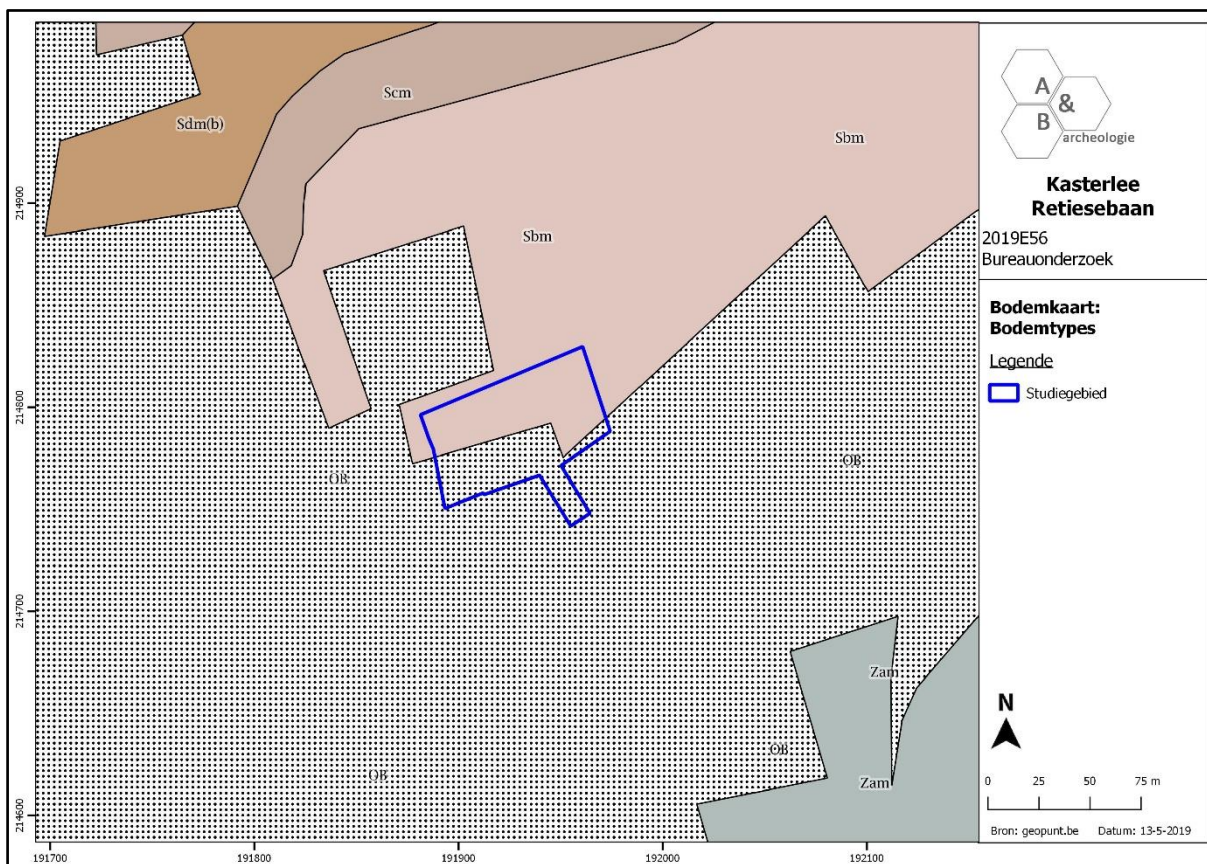 Scm
Sdm(b)
Sbm
Sbm
OB
OB
Zam
OB
OB
Zam
214900
214800
214700
214600
191700
191800
191900
192000
192100
A
&
B
archeologie
Kasterlee
Retiesebaan
2019E56
Bureauonderzoek
Bodemkaart:
Bodemtypes
Legende
Studiegebied
N
0 25 50 75 m
Bron: geopunt.be Datum: 13-5-2019